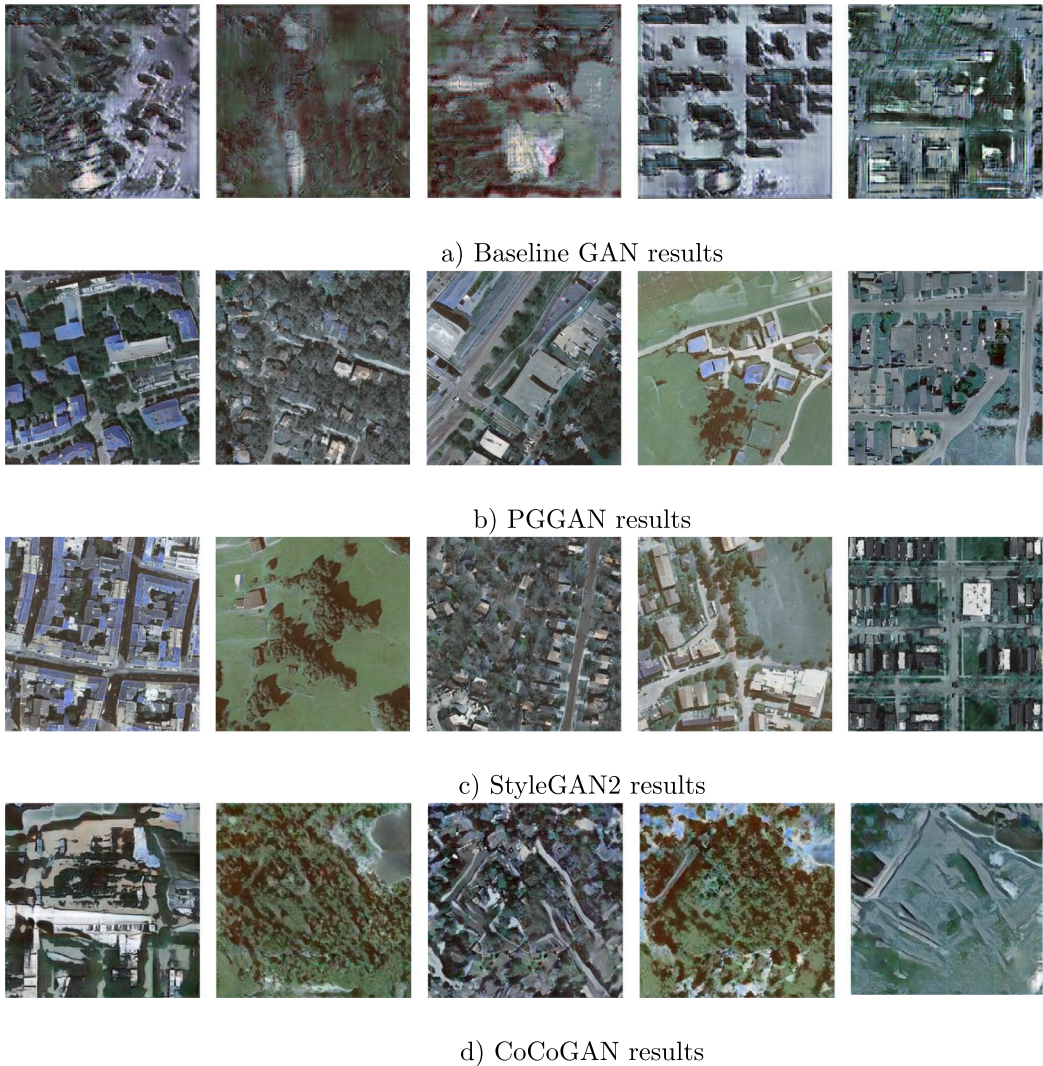 a) Baseline GAN results
b) PGGAN results
c) StyleGAN2 results
d) CoCoGAN results